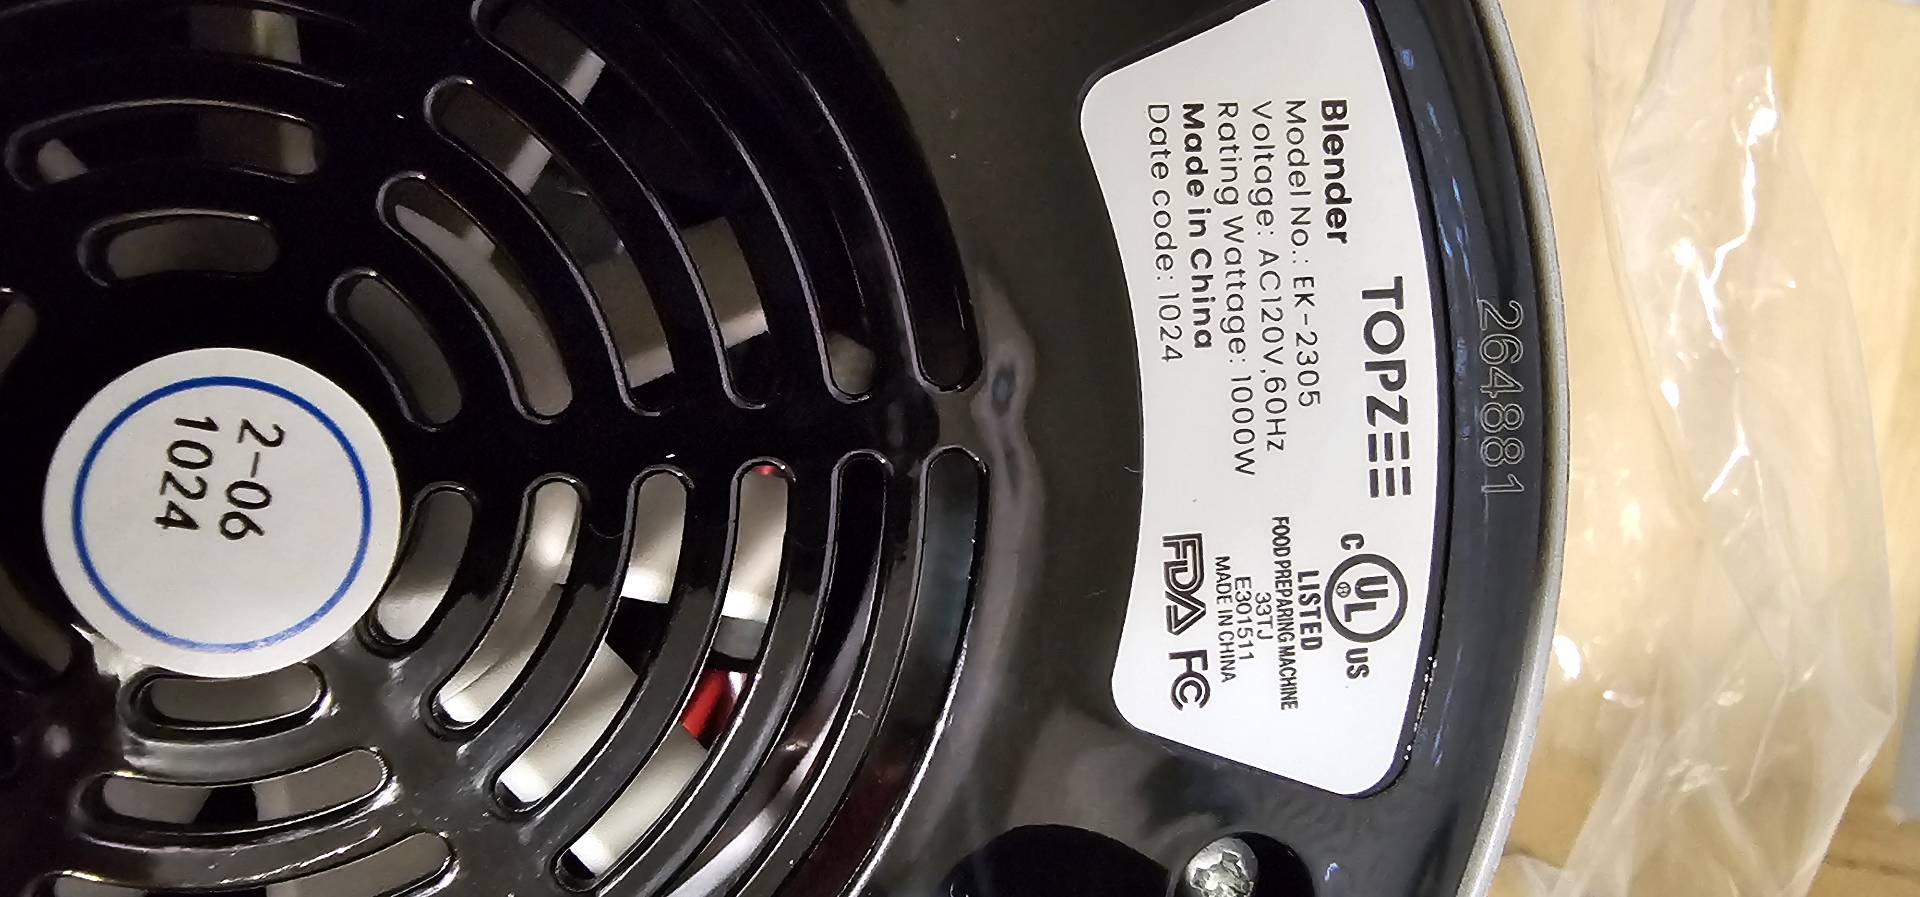 TOPZEE
Blender
Model No.: EK-2305
Voltage: AC120V,60Hz
Rating Wattage: 1000W
Made in China
Date code: 1024
C UL US
LISTED
FOOD PREPARING MACHINE
33TJ
E301511
MADE IN CHINA
FDA FC
264881
2-06
1024